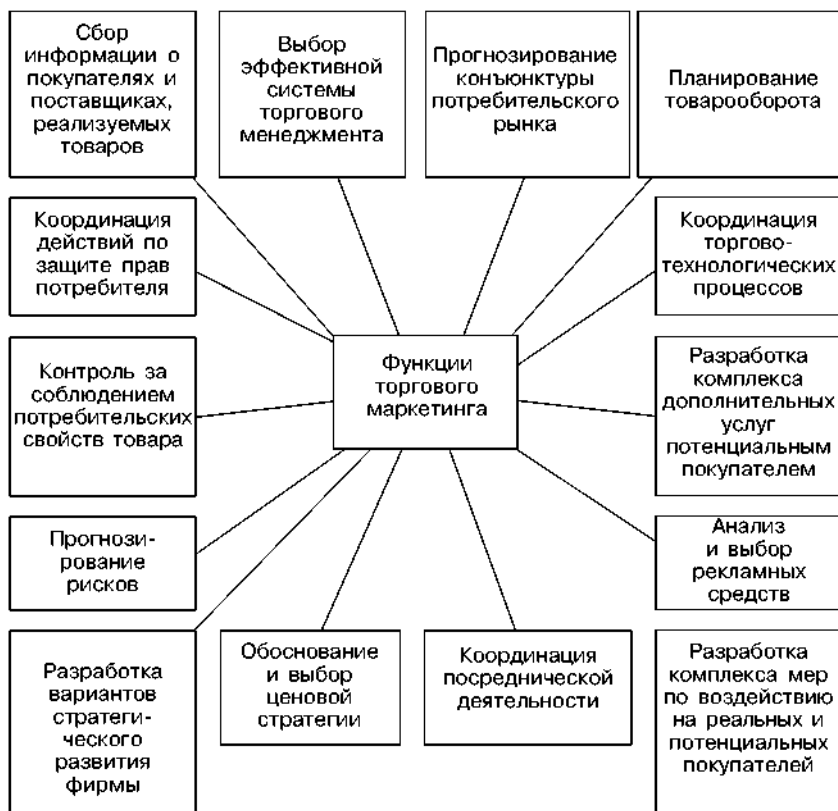 Сбор
информации о
покупателях и
поставщиках,
реализуемых
товаров
Выбор
эффективной
системы
торгового
менеджмента
Прогнозирование
конъюнктуры
потребительского
рынка
Планирование
товарооборота
Координация
действий по
защите прав
потребителя
Координация
торгово-
технологических
процессов
Функции
торгового
маркетинга
Контроль за
соблюдением
потребительских
свойств товара
Разработка
комплекса
дополнительных
услуг
потенциальным
покупателем
Прогнози-
рование
рисков
Анализ
и выбор
рекламных
средств
Разработка
вариантов
стратеги-
ческого
развития
фирмы
Обоснование
и выбор
ценовой
стратегии
Координация
посреднической
деятельности
Разработка
комплекса мер
по воздействию
на реальных и
потенциальных
покупателей